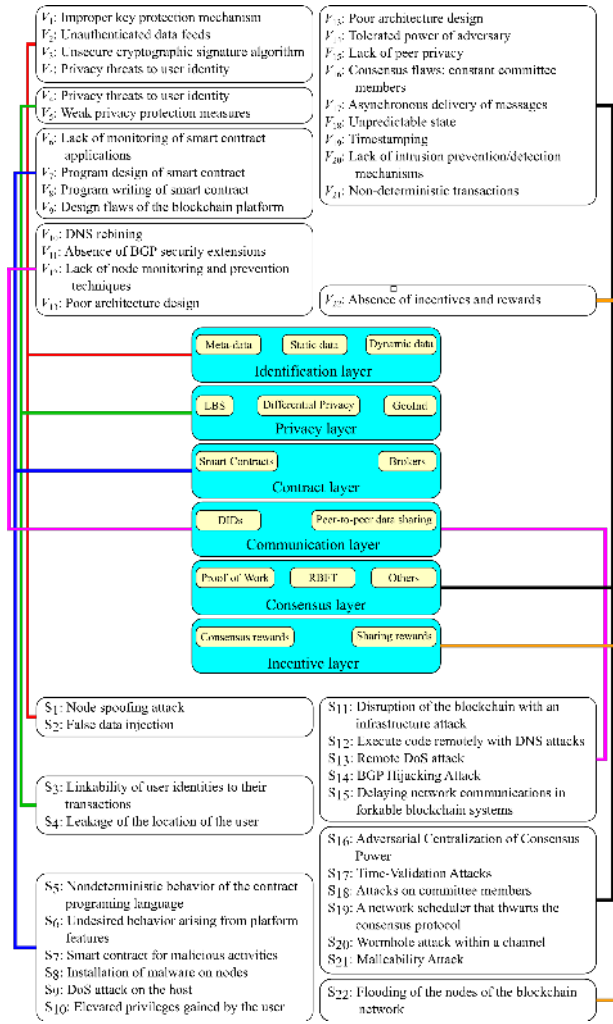 V1: Improper key protection mechanism
V2: Unauthenticated data feeds
V3: Unsecure cryptographic signature algorithm
V4: Privacy threats to user identity
V4: Privacy threats to user identity
V5: Weak privacy protection measures
V6: Lack of monitoring of smart contract
applications
V7: Program design of smart contract
V8: Program writing of smart contract
V9: Design flaws of the blockchain platform
V10: DNS rebining
V11: Absence of BGP security extensions
V12: Lack of node monitoring and prevention
techniques
V13: Poor architecture design
V13: Poor architecture design
V14: Tolerated power of adversary
V15: Lack of peer privacy
V16: Consensus flaws: constant committee
members
V17: Asynchronous delivery of messages
V18: Unpredictable state
V19: Timestamping
V20: Lack of intrusion prevention/detection
mechanisms
V21: Non-deterministic transactions
V22: Absence of incentives and rewards
Meta-data Static data Dynamic data
Identification layer
LBS Differential Privacy GeoInd
Privacy layer
Smart Contracts Brokers
Contract layer
DIDs Peer-to-peer data sharing
Communication layer
Proof of Work RBFT Others
Consensus layer
Consensus rewards Sharing rewards
Incentive layer
S1: Node spoofing attack
S2: False data injection
S3: Linkability of user identities to their
transactions
S4: Leakage of the location of the user
S5: Nondeterministic behavior of the contract
programing language
S6: Undesired behavior arising from platform
features
S7: Smart contract for malicious activities
S8: Installation of malware on nodes
S9: DoS attack on the host
S10: Elevated privileges gained by the user
S11: Disruption of the blockchain with an
infrastructure attack
S12: Execute code remotely with DNS attacks
S13: Remote DoS attack
S14: BGP Hijacking Attack
S15: Delaying network communications in
forkable blockchain systems
S16: Adversarial Centralization of Consensus
Power
S17: Time-Validation Attacks
S18: Attacks on committee members
S19: A network scheduler that thwarts the
consensus protocol
S20: Wormhole attack within a channel
S21: Malleability Attack
S22: Flooding of the nodes of the blockchain
network